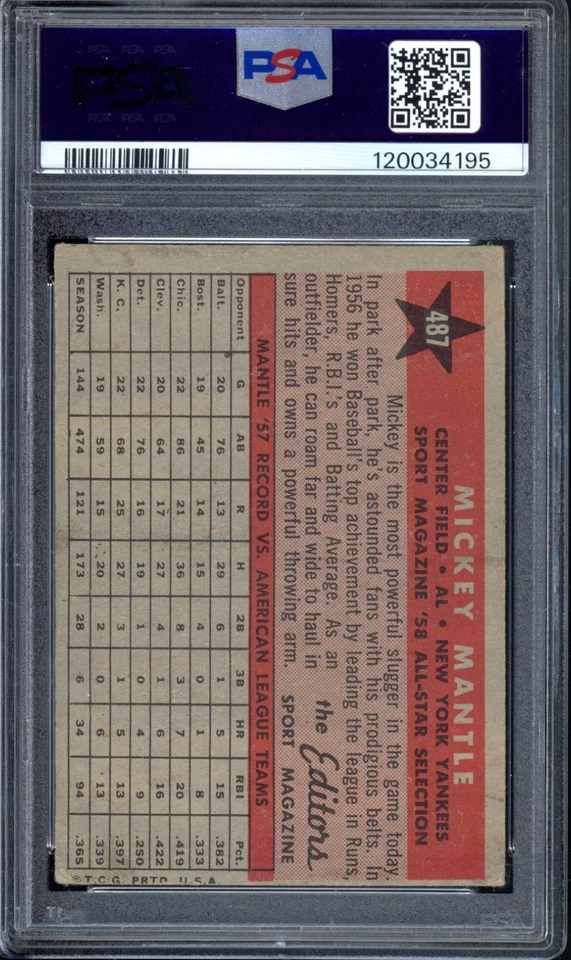 PSA PSA PSA
PSA
PSA PSA PSA
PSA
120034195
487
MICKEY MANTLE
CENTER FIELD • AL • NEW YORK YANKEES
SPORT MAGAZINE '58 ALL-STAR SELECTION
Mickey is the most powerful slugger in the game today.
In park after park, he's astounded fans with his prodigious belts. In
1956 he won Baseball's top achievement by leading the league in Runs,
Homers, R.B.I.'s and Batting Average. As an
outfielder, he can roam far and wide to haul in
sure hits and owns a powerful throwing arm.
the Editors
SPORT MAGAZINE
MANTLE '57 RECORD VS. AMERICAN LEAGUE TEAMS
Opponent G AB R H 2B 3B HR RBI Pct.
Balt. 20 76 13 29 6 1 5 15 .382
Bost. 19 45 14 15 4 0 1 8 .333
Chic. 22 86 21 36 8 3 7 20 .419
Clev. 20 64 17 27 4 1 6 16 .422
Det. 22 76 16 19 1 0 4 9 .250
K. C. 22 68 25 27 3 1 5 13 .397
Wash. 19 59 15 20 2 0 6 13 .339
SEASON 144 474 121 173 28 6 34 94 .365
©T.C.G. PRTD. U.S.A.
PSA